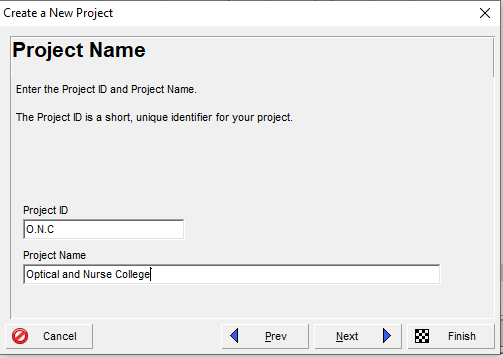 Create a New Project
Project Name
Enter the Project ID and Project Name.
The Project ID is a short, unique identifier for your project.
Project ID
O.N.C
Project Name
Optical and Nurse College
Cancel
Prev
Next
Finish